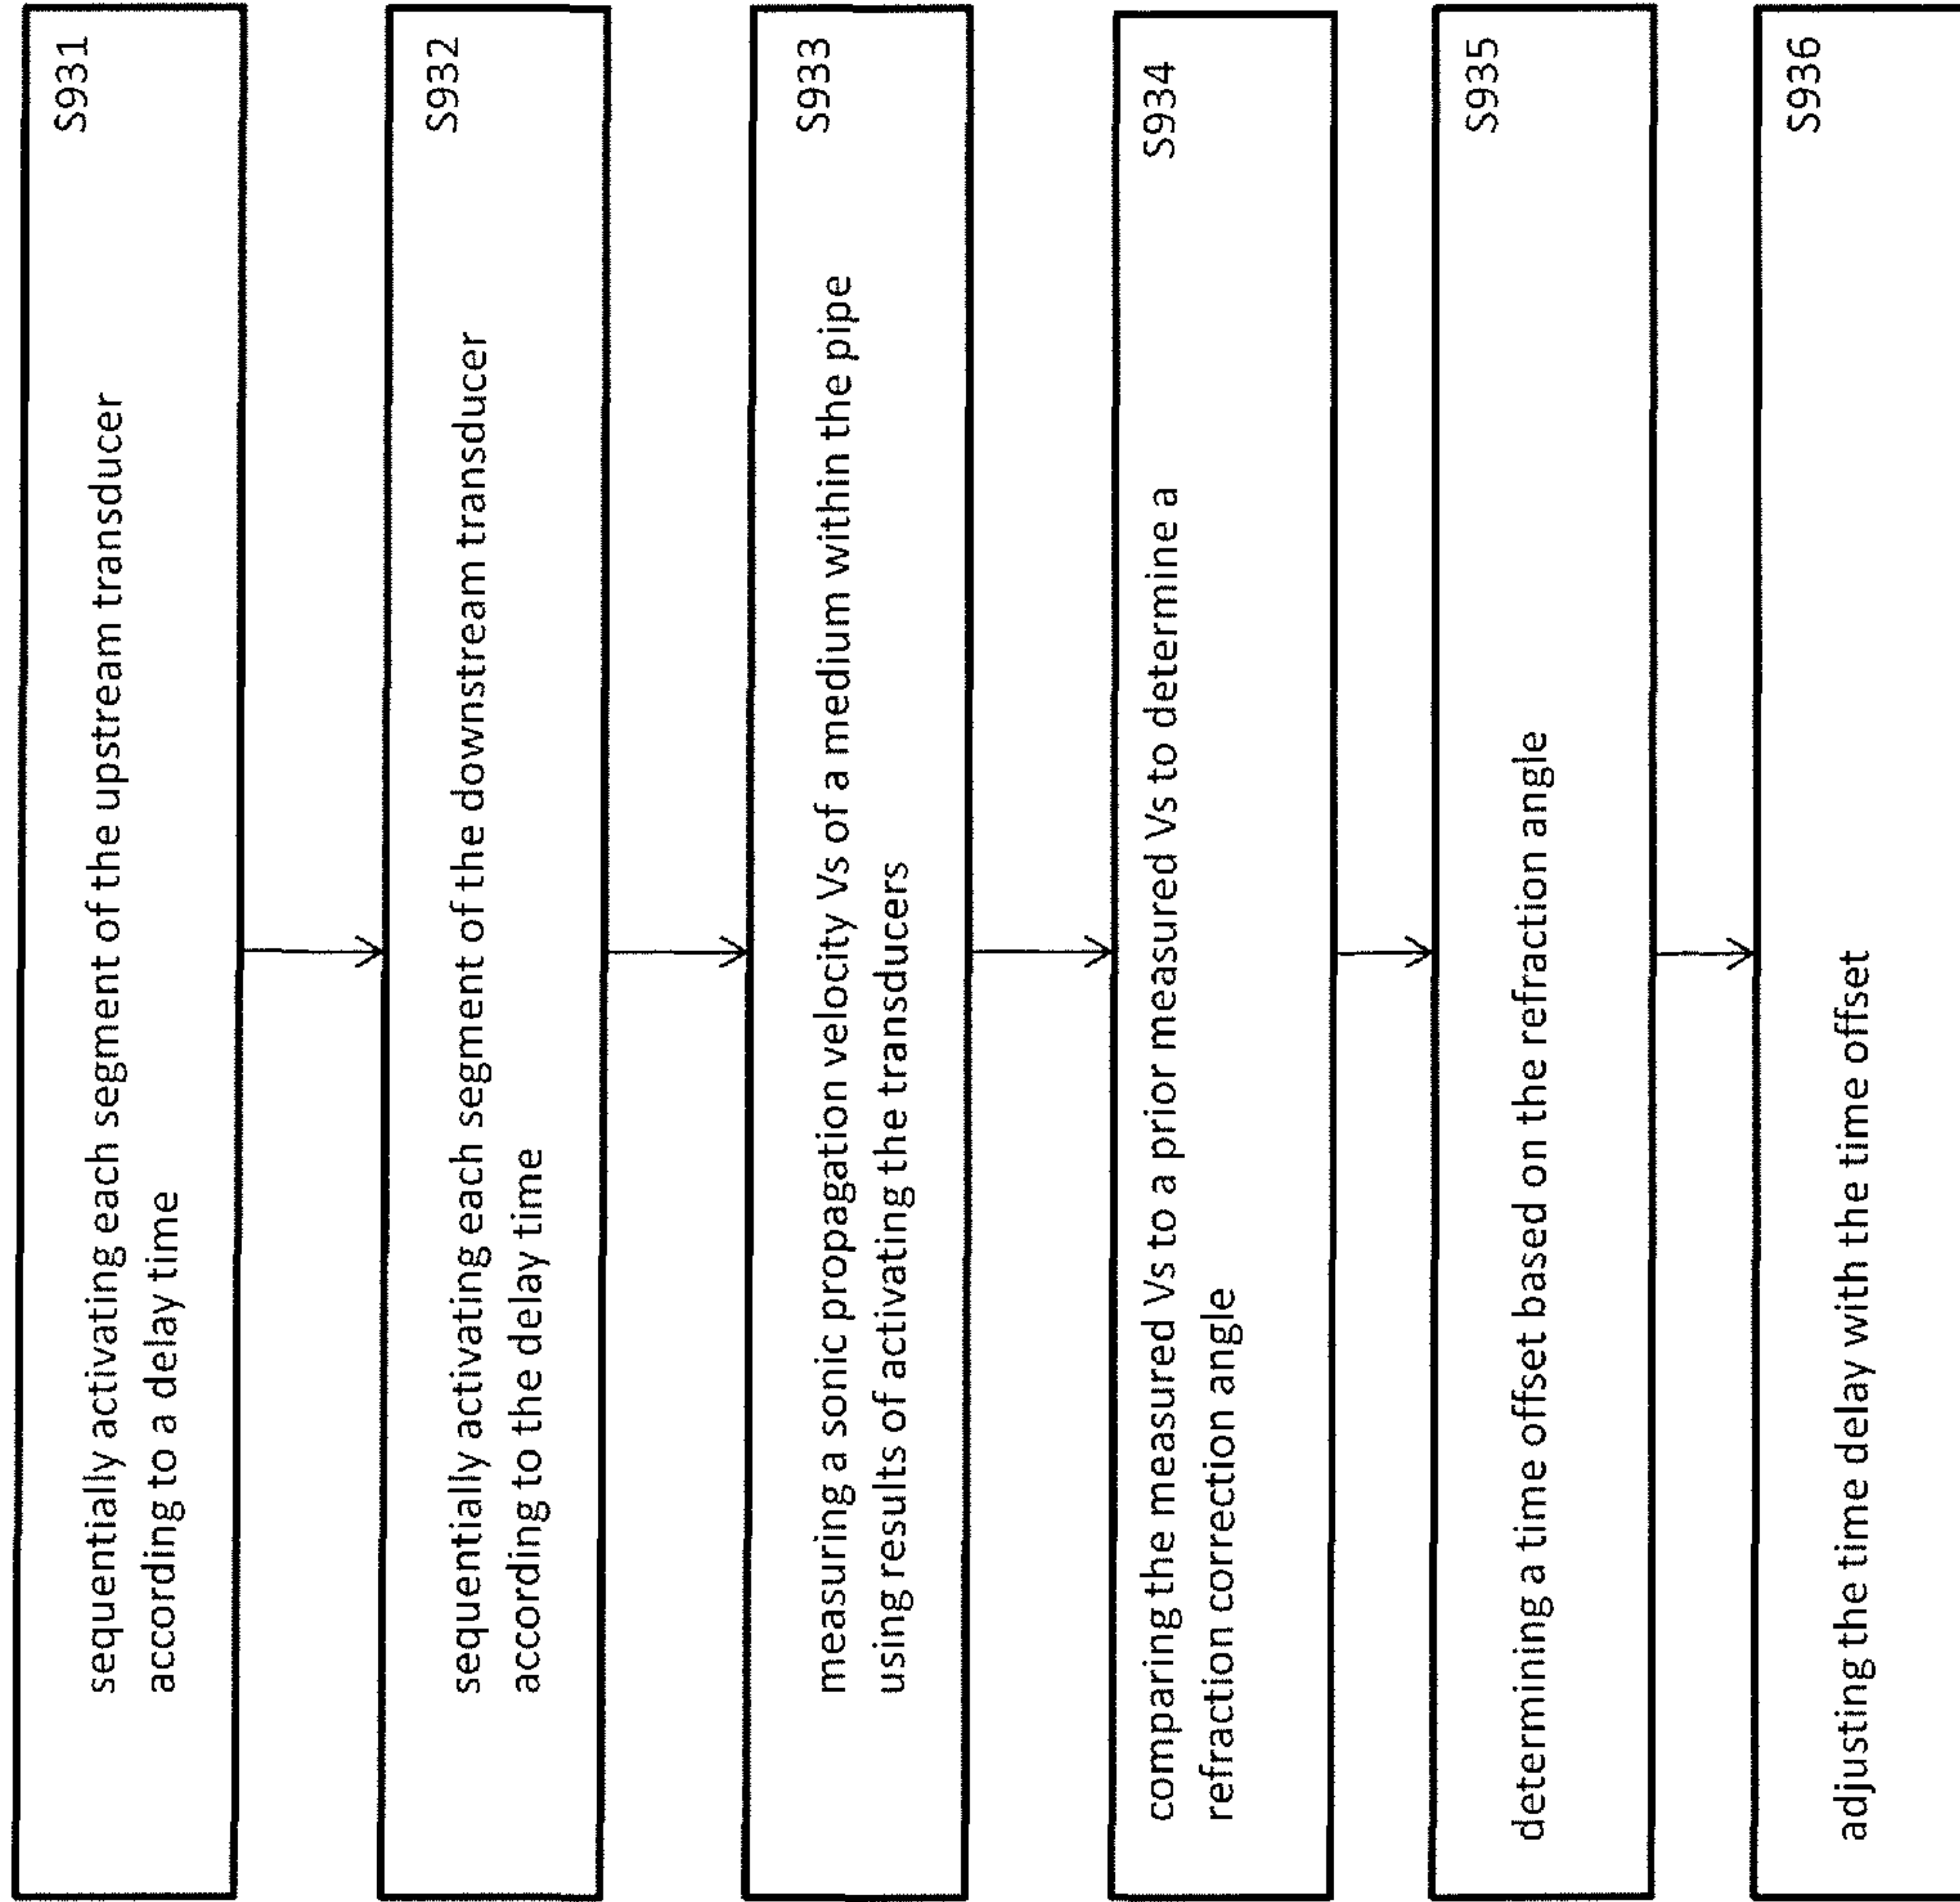 S931
sequentially activating each segment of the upstream transducer
according to a delay time
S932
sequentially activating each segment of the downstream transducer
according to the delay time
S933
measuring a sonic propagation velocity Vs of a medium within the pipe
using results of activating the transducers
S934
comparing the measured Vs to a prior measured Vs to determine a
refraction correction angle
S935
determining a time offset based on the refraction angle
S936
adjusting the time delay with the time offset